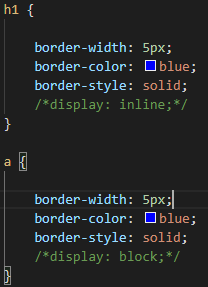 h1 {
border-width: 5px;
border-color: blue;
border-style: solid;
/*display: inline;*/
}
a {
border-width: 5px;
border-color: blue;
border-style: solid;
/*display: block;*/
}